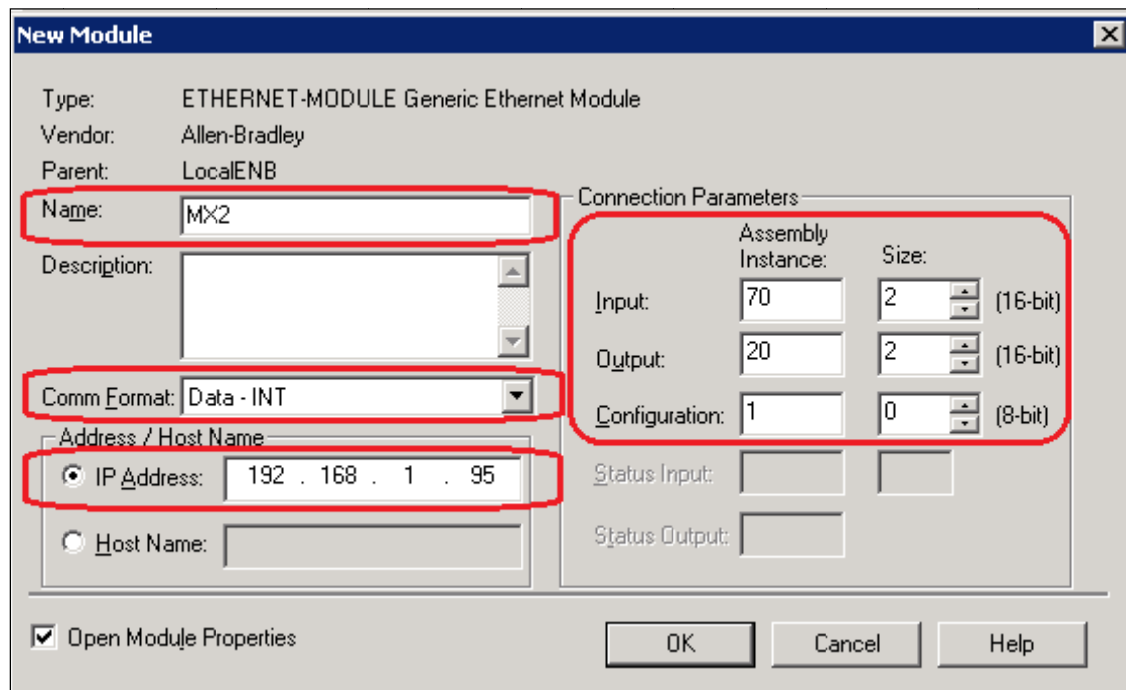 New Module
Type: ETHERNET-MODULE Generic Ethernet Module
Vendor: Allen-Bradley
Parent: LocalENB
Name: MX2
Description:
Comm Format: Data - INT
Address / Host Name
IP Address: 192 . 168 . 1 . 95
Host Name:
Connection Parameters
Assembly
Instance: Size:
Input: 70 2 (16-bit)
Output: 20 2 (16-bit)
Configuration: 1 0 (8-bit)
Status Input:
Status Output:
Open Module Properties
OK Cancel Help